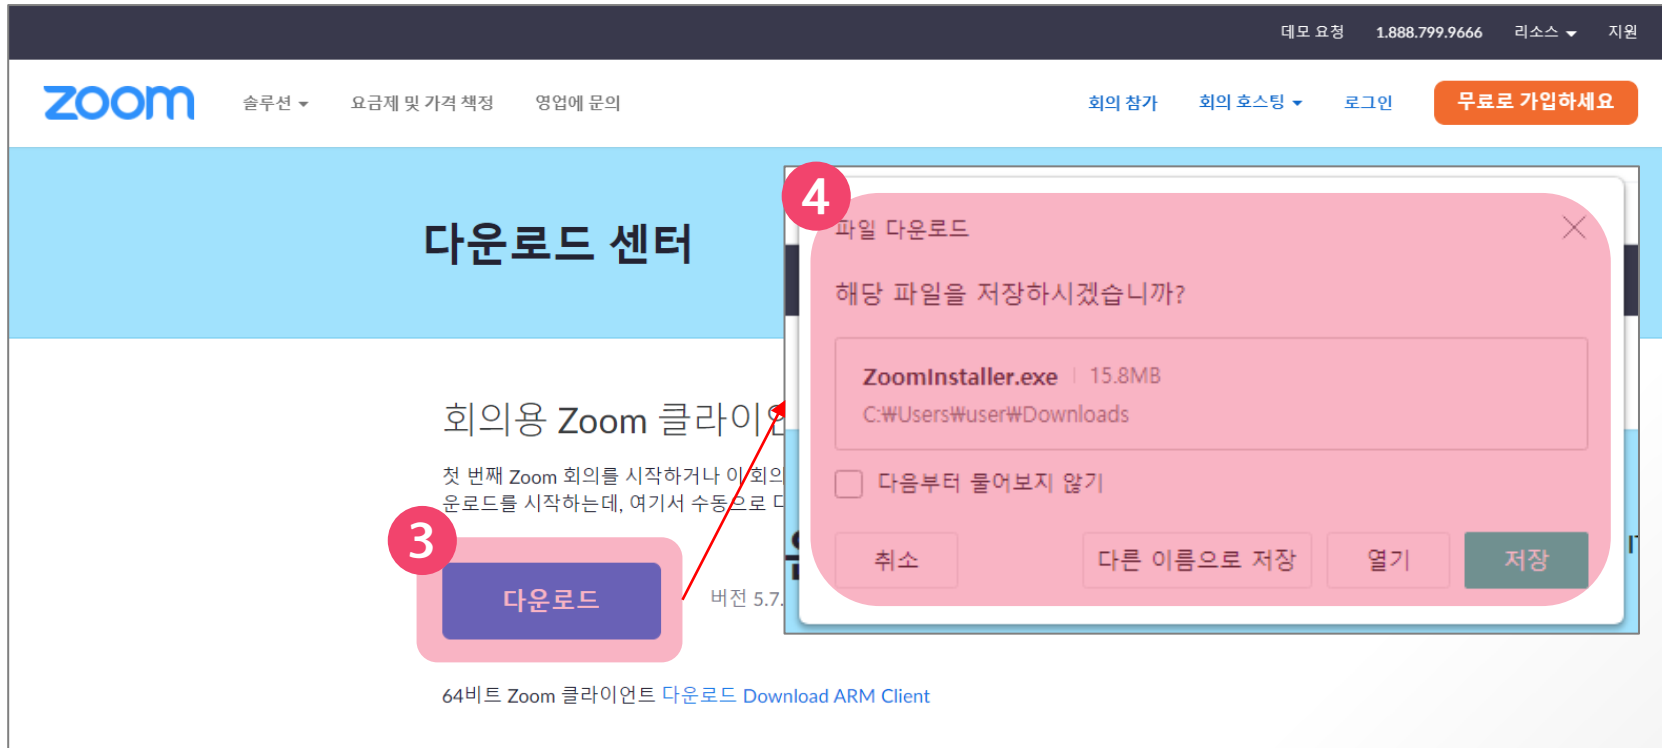 데모 요청 1.888.799.9666 리소스 지원
zoom 솔루션 요금제 및 가격 책정 영업에 문의 회의 참가 회의 호스팅 로그인 무료로 가입하세요
다운로드 센터
회의용 Zoom 클라이언
첫 번째 Zoom 회의를 시작하거나 이 회의
운로드를 시작하는데, 여기서 수동으로 다
3
다운로드
버전 5.7.
64비트 Zoom 클라이언트 다운로드 Download ARM Client
4
파일 다운로드
해당 파일을 저장하시겠습니까?
ZoomInstaller.exe 15.8MB
C:₩Users₩user₩Downloads
다음부터 물어보지 않기
취소 다른 이름으로 저장 열기 저장